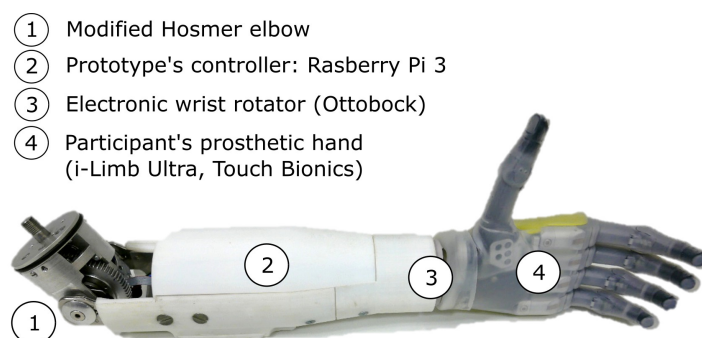 1 Modified Hosmer elbow
2 Prototype's controller: Rasberry Pi 3
3 Electronic wrist rotator (Ottobock)
4 Participant's prosthetic hand
(i-Limb Ultra, Touch Bionics)
2
3
4
1